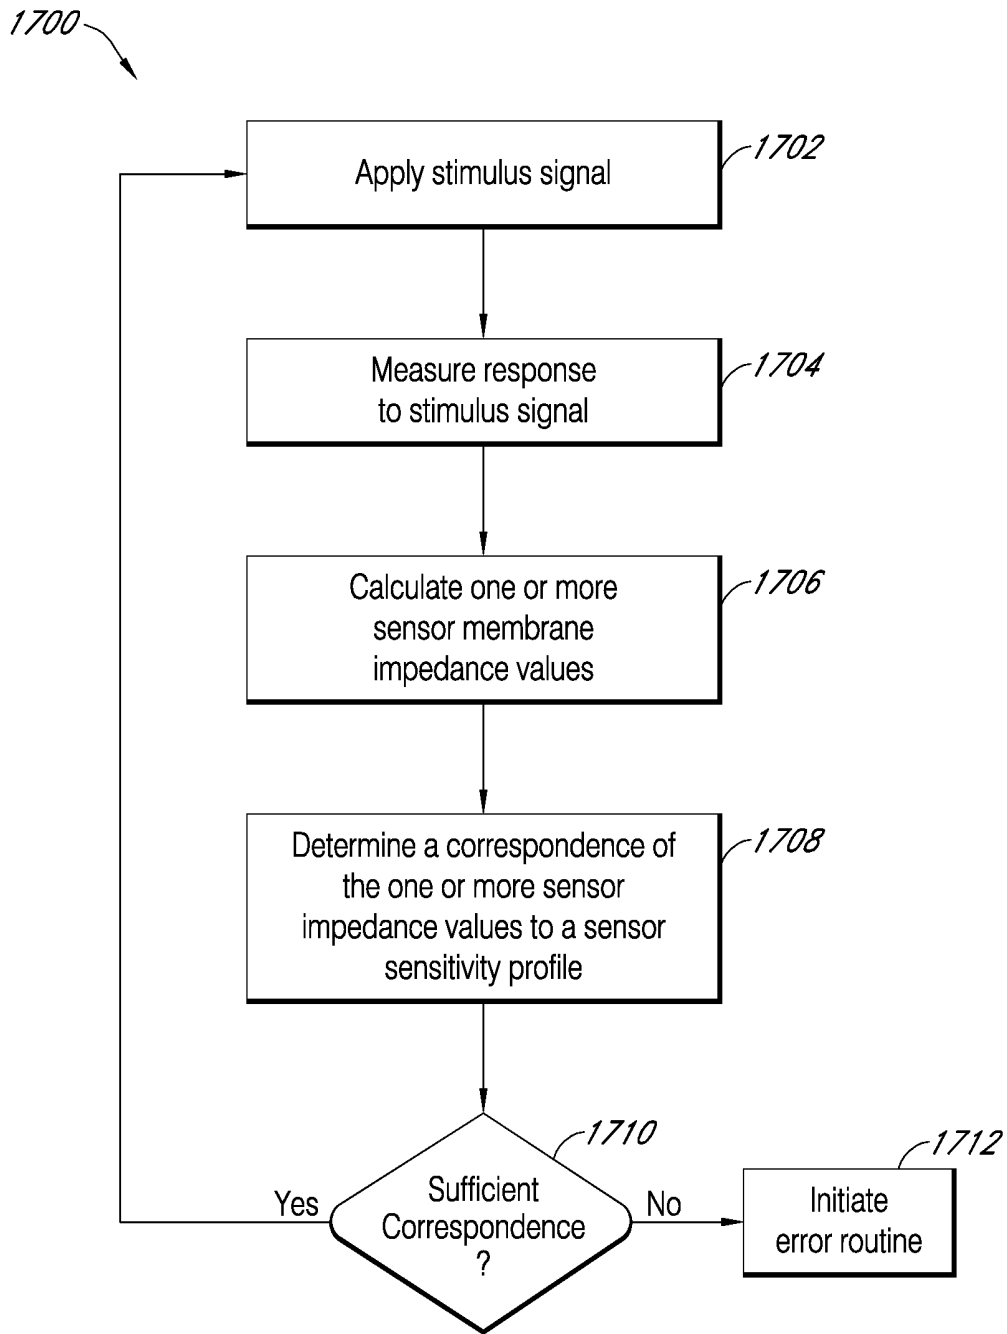 1700
Apply stimulus signal
1702
Measure response
to stimulus signal
1704
Calculate one or more
sensor membrane
impedance values
1706
Determine a correspondence of
the one or more sensor
impedance values to a sensor
sensitivity profile
1708
Sufficient
Correspondence
?
1710
Yes
No
Initiate
error routine
1712